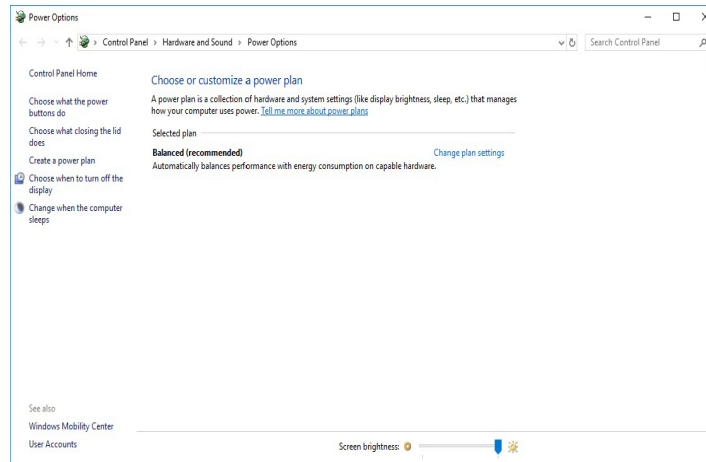 Power Options
Control Panel > Hardware and Sound > Power Options
Search Control Panel
Control Panel Home
Choose what the power
buttons do
Choose what closing the lid
does
Create a power plan
Choose when to turn off the
display
Change when the computer
sleeps
Choose or customize a power plan
A power plan is a collection of hardware and system settings (like display brightness, sleep, etc.) that manages
how your computer uses power. Tell me more about power plans
Selected plan
Balanced (recommended) Change plan settings
Automatically balances performance with energy consumption on capable hardware.
See also
Windows Mobility Center
User Accounts
Screen brightness: